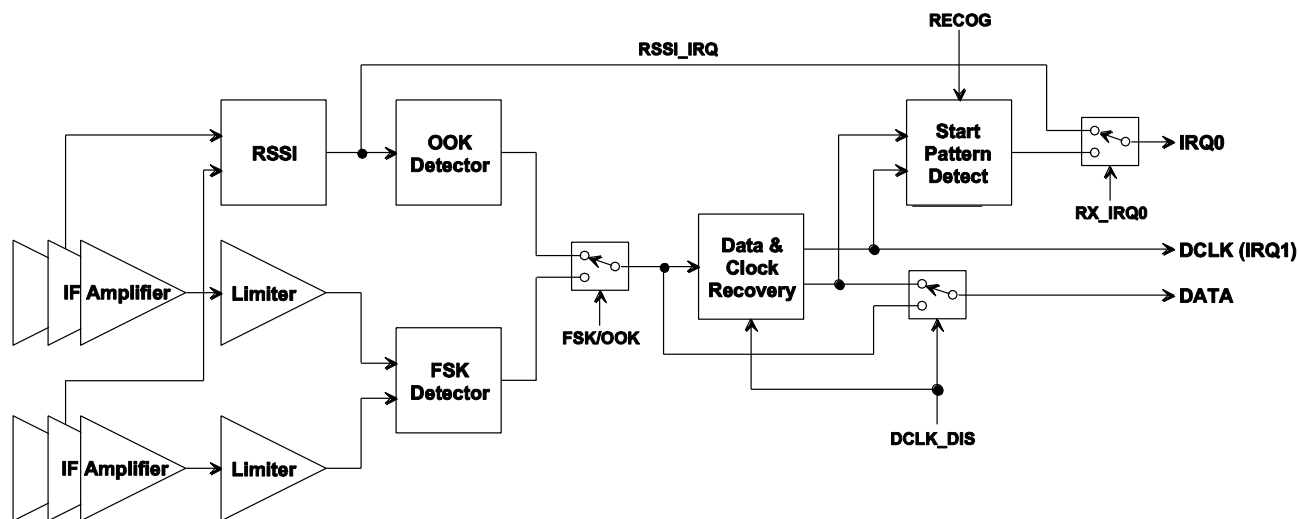 RECOG
RSSI_IRQ
RSSI
OOK
Detector
Start
Pattern
Detect
IRQ0
RX_IRQ0
IF Amplifier
Limiter
Data &
Clock
Recovery
DCLK (IRQ1)
DATA
FSK/OOK
FSK
Detector
DCLK_DIS
IF Amplifier
Limiter